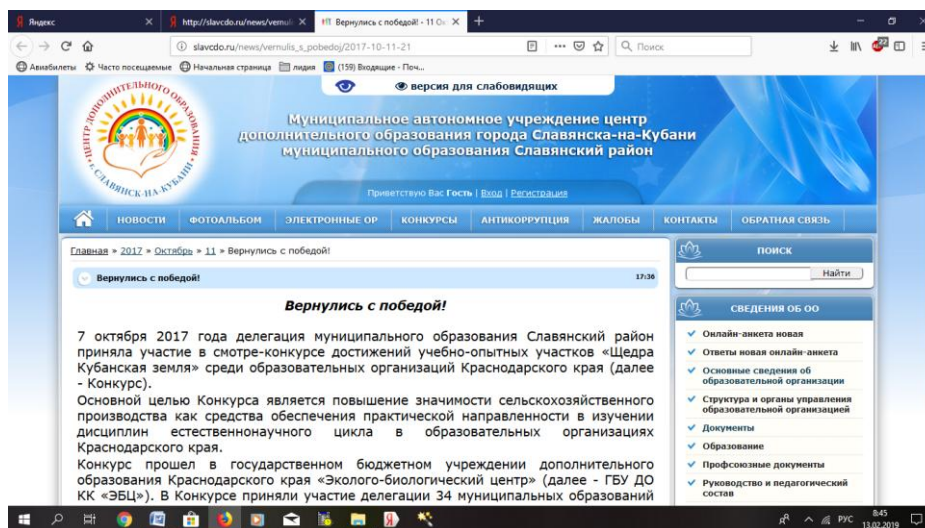 Яндекс
http://slavcdo.ru/news/vernuli
Вернулись с победой! - 11 Ок
slavcdo.ru/news/vernulis_s_pobedoj/2017-10-11-21
Поиск
Авиабилеты Часто посещаемые Начальная страница лидия (159) Входящие - Поч...
ЦЕНТР ДОПОЛНИТЕЛЬНОГО ОБРАЗОВАНИЯ
г. СЛАВЯНСК-НА-КУБАНИ
версия для слабовидящих
Муниципальное автономное учреждение центр
дополнительного образования города Славянска-на-Кубани
муниципального образования Славянский район
Приветствую Вас Гость | Вход | Регистрация
НОВОСТИ ФОТОАЛЬБОМ ЭЛЕКТРОННЫЕ ОР КОНКУРСЫ АНТИКОРРУПЦИЯ ЖАЛОБЫ КОНТАКТЫ ОБРАТНАЯ СВЯЗЬ
Главная » 2017 » Октябрь » 11 » Вернулись с победой!
Вернулись с победой! 17:36
Вернулись с победой!
7 октября 2017 года делегация муниципального образования Славянский район
приняла участие в смотре-конкурсе достижений учебно-опытных участков «Щедра
Кубанская земля» среди образовательных организаций Краснодарского края (далее
- Конкурс).
Основной целью Конкурса является повышение значимости сельскохозяйственного
производства как средства обеспечения практической направленности в изучении
дисциплин естественнонаучного цикла в образовательных организациях
Краснодарского края.
Конкурс прошел в государственном бюджетном учреждении дополнительного
образования Краснодарского края «Эколого-биологический центр» (далее - ГБУ ДО
КК «ЭБЦ»). В Конкурсе приняли участие делегации 34 муниципальных образований
ПОИСК
Найти
СВЕДЕНИЯ ОБ ОО
Онлайн-анкета новая
Ответы новая онлайн-анкета
Основные сведения об
образовательной организации
Структура и органы управления
образовательной организацией
Документы
Образование
Профсоюзные документы
Руководство и педагогический
состав
РУС
8:45
13.02.2019